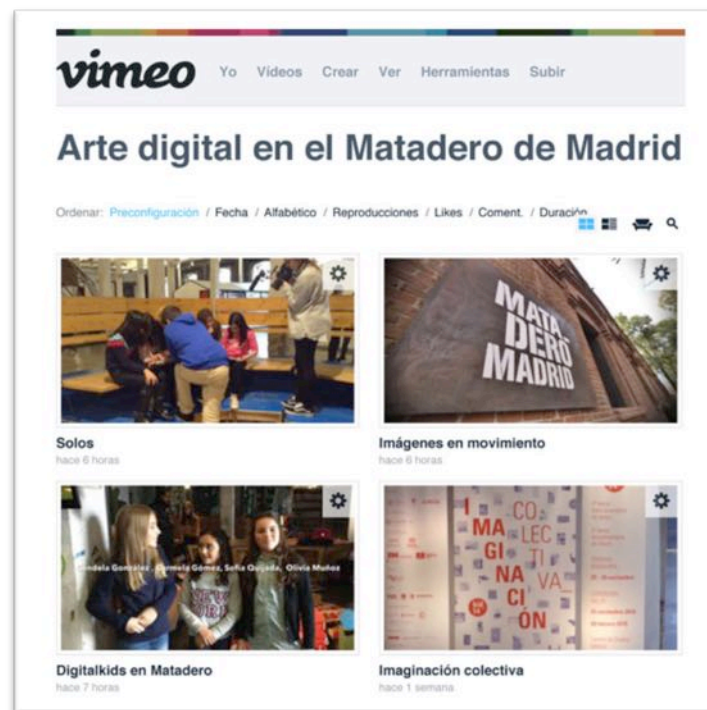 vimeo Yo Vídeos Crear Ver Herramientas Subir
Arte digital en el Matadero de Madrid
Ordenar: Preconfiguración / Fecha / Alfabético / Reproducciones / Likes / Coment. / Duración
MATA
DERO
MADRID
Solos
hace 6 horas
Imágenes en movimiento
hace 6 horas
Candela González, Carmela Gómez, Sofía Quijada, Olivia Muñoz
I
MA
GI
NA
CI
ÓN
CO
LEC
TI
VA_
Digitalkids en Matadero
hace 7 horas
Imaginación colectiva
hace 1 semana